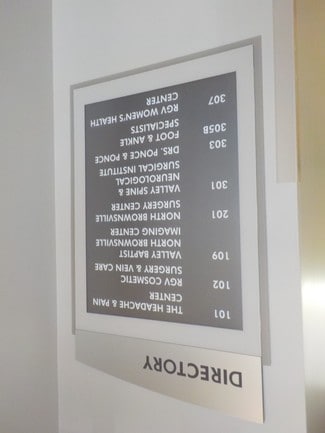 DIRECTORY
101 THE HEADACHE & PAIN
CENTER
102 RGV COSMETIC
SURGERY & VEIN CARE
109 VALLEY BAPTIST
IMAGING CENTER
201 NORTH BROWNSVILLE
SURGERY CENTER
301 VALLEY SPINE &
NEUROLOGICAL
SURGICAL INSTITUTE
303 DRS. PONCE & PONCE
305B FOOT & ANKLE
SPECIALISTS
307 RGV WOMEN'S HEALTH
CENTER